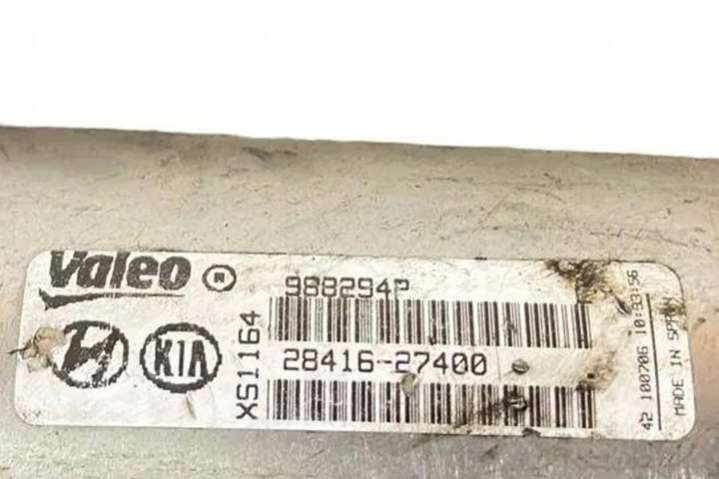 Valeo ®
988294P
KIA
XS1164
28416-27400
42 100706 10:33:56
MADE IN SPAIN